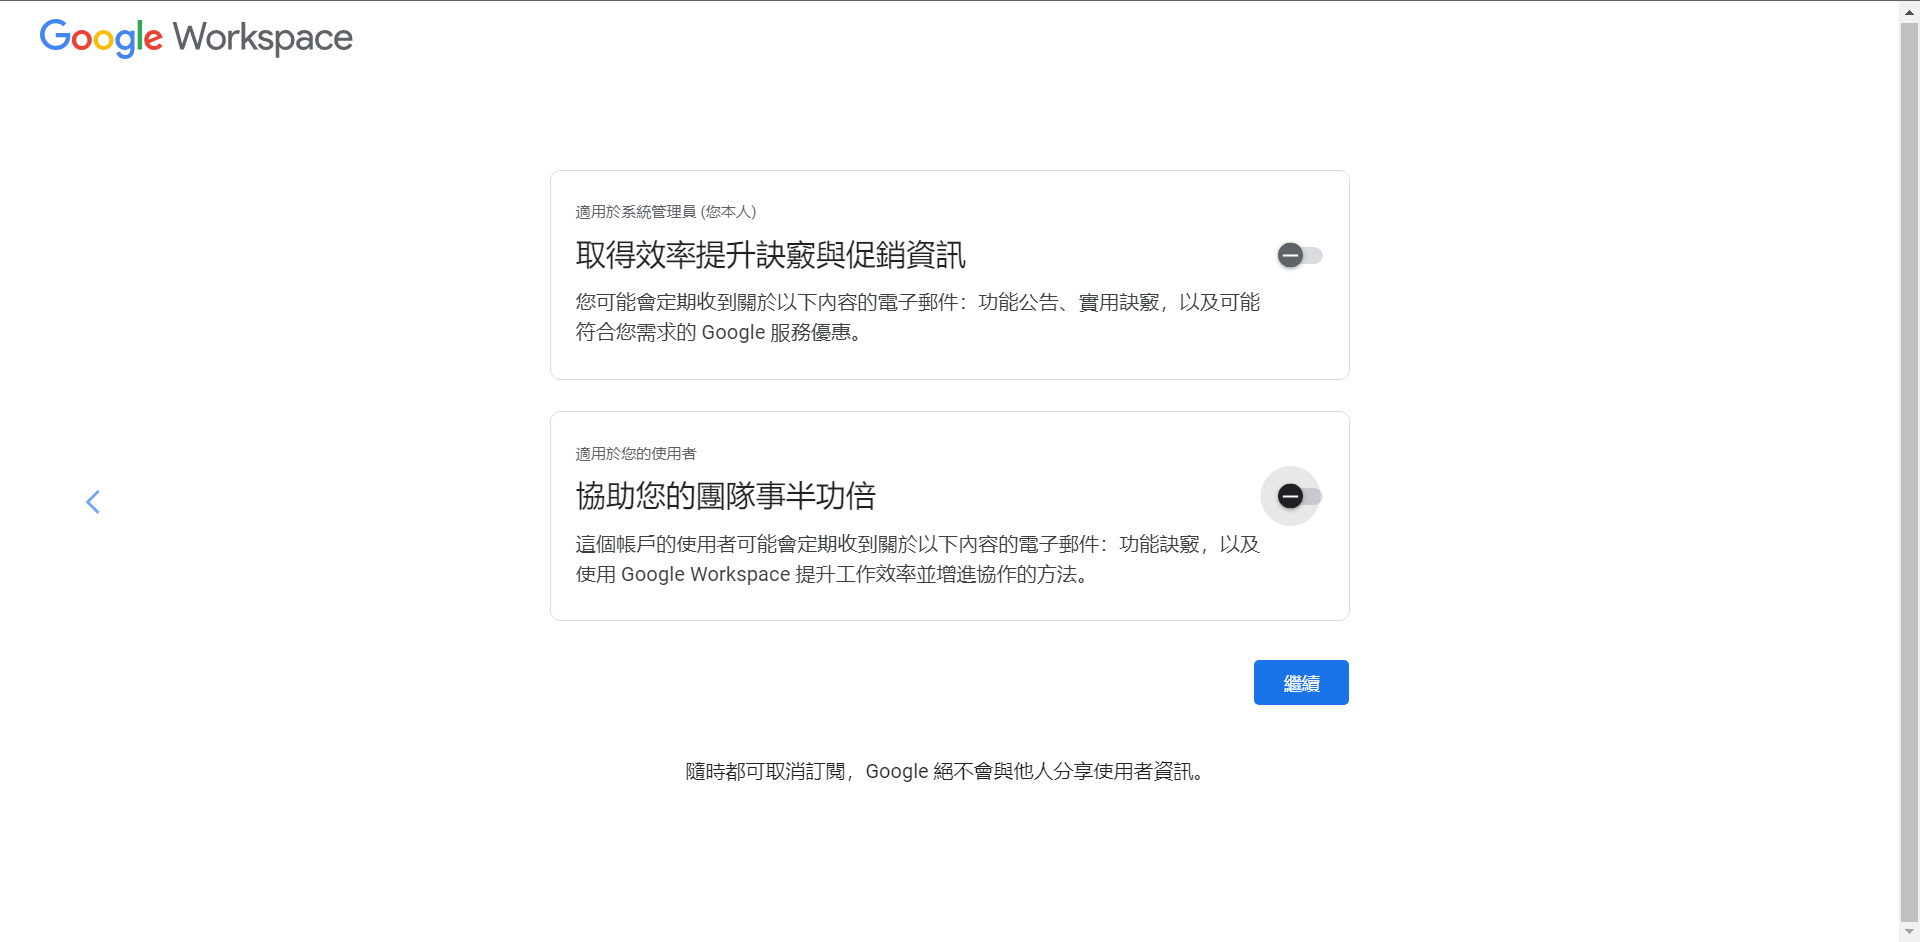 Google Workspace
適用於系統管理員 (您本人)
取得效率提升訣竅與促銷資訊
您可能會定期收到關於以下內容的電子郵件：功能公告、實用訣竅，以及可能
符合您需求的 Google 服務優惠。
適用於您的使用者
協助您的團隊事半功倍
這個帳戶的使用者可能會定期收到關於以下內容的電子郵件：功能訣竅，以及
使用 Google Workspace 提升工作效率並增進協作的方法。
繼續
隨時都可取消訂閱，Google 絕不會與他人分享使用者資訊。